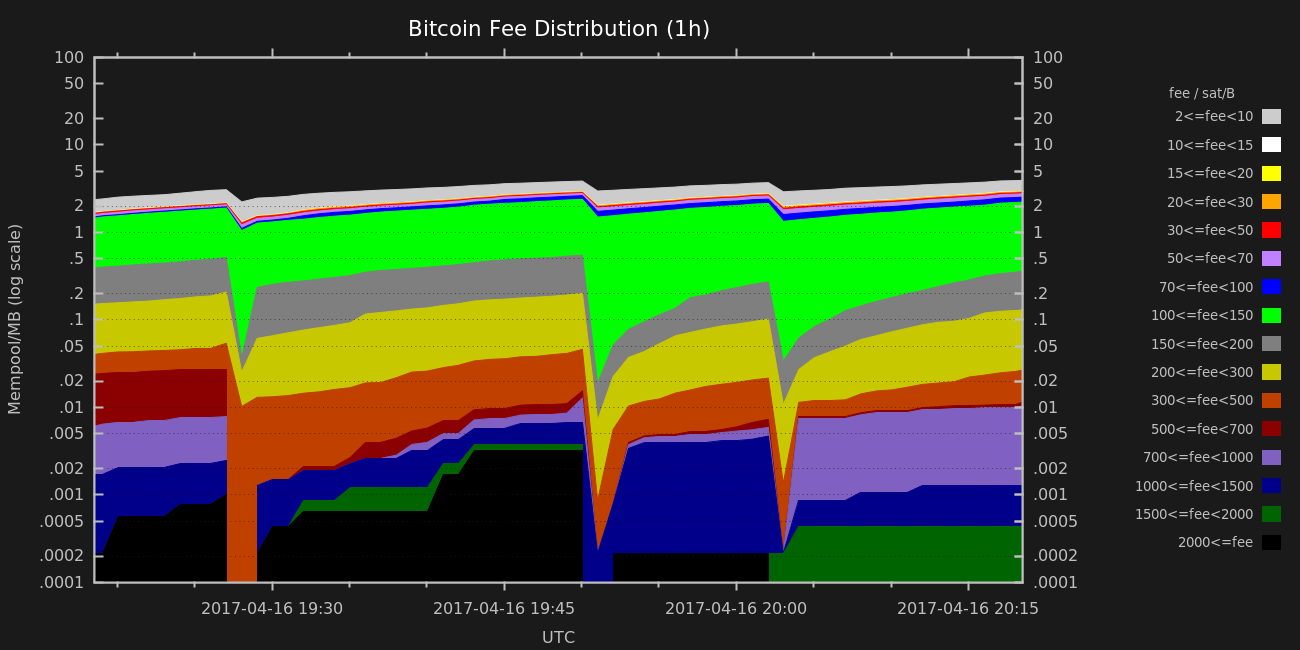 Bitcoin Fee Distribution (1h)
100
50
20
10
5
2
1
.5
.2
.1
.05
.02
.01
.005
.002
.001
.0005
.0002
.0001
Mempool/MB (log scale)
100
50
20
10
5
2
1
.5
.2
.1
.05
.02
.01
.005
.002
.001
.0005
.0002
.0001
2017-04-16 19:30
2017-04-16 19:45
2017-04-16 20:00
2017-04-16 20:15
UTC
fee / sat/B
2<=fee<10
10<=fee<15
15<=fee<20
20<=fee<30
30<=fee<50
50<=fee<70
70<=fee<100
100<=fee<150
150<=fee<200
200<=fee<300
300<=fee<500
500<=fee<700
700<=fee<1000
1000<=fee<1500
1500<=fee<2000
2000<=fee